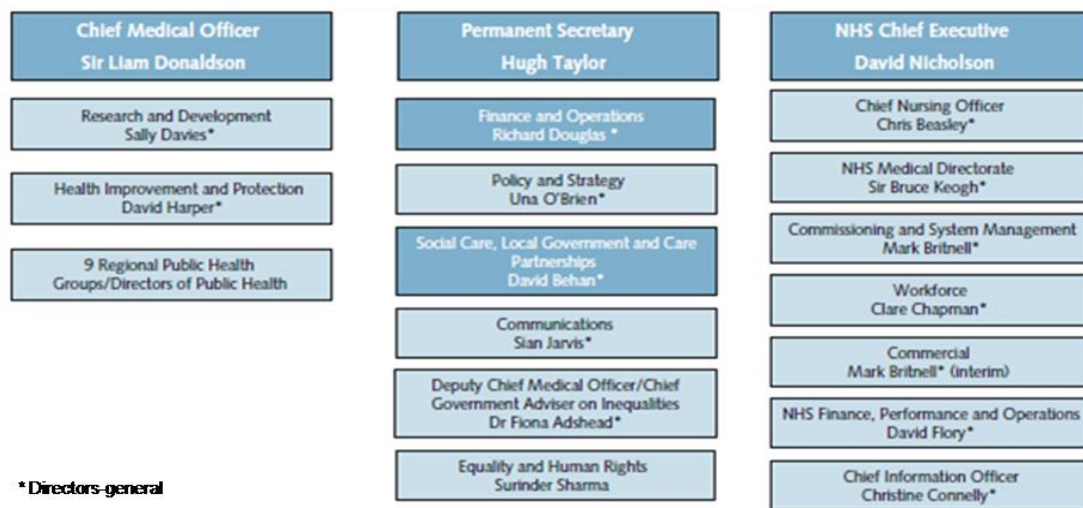 Chief Medical Officer
Sir Liam Donaldson
Research and Development
Sally Davies*
Health Improvement and Protection
David Harper*
9 Regional Public Health
Groups/Directors of Public Health
* Directors-general
Permanent Secretary
Hugh Taylor
Finance and Operations
Richard Douglas *
Policy and Strategy
Una O'Brien*
Social Care, Local Government and Care
Partnerships
David Behan*
Communications
Sian Jarvis*
Deputy Chief Medical Officer/Chief
Government Adviser on Inequalities
Dr Fiona Adshead*
Equality and Human Rights
Surinder Sharma
NHS Chief Executive
David Nicholson
Chief Nursing Officer
Chris Beasley*
NHS Medical Directorate
Sir Bruce Keogh*
Commissioning and System Management
Mark Britnell*
Workforce
Clare Chapman*
Commercial
Mark Britnell* (interim)
NHS Finance, Performance and Operations
David Flory*
Chief Information Officer
Christine Connelly*